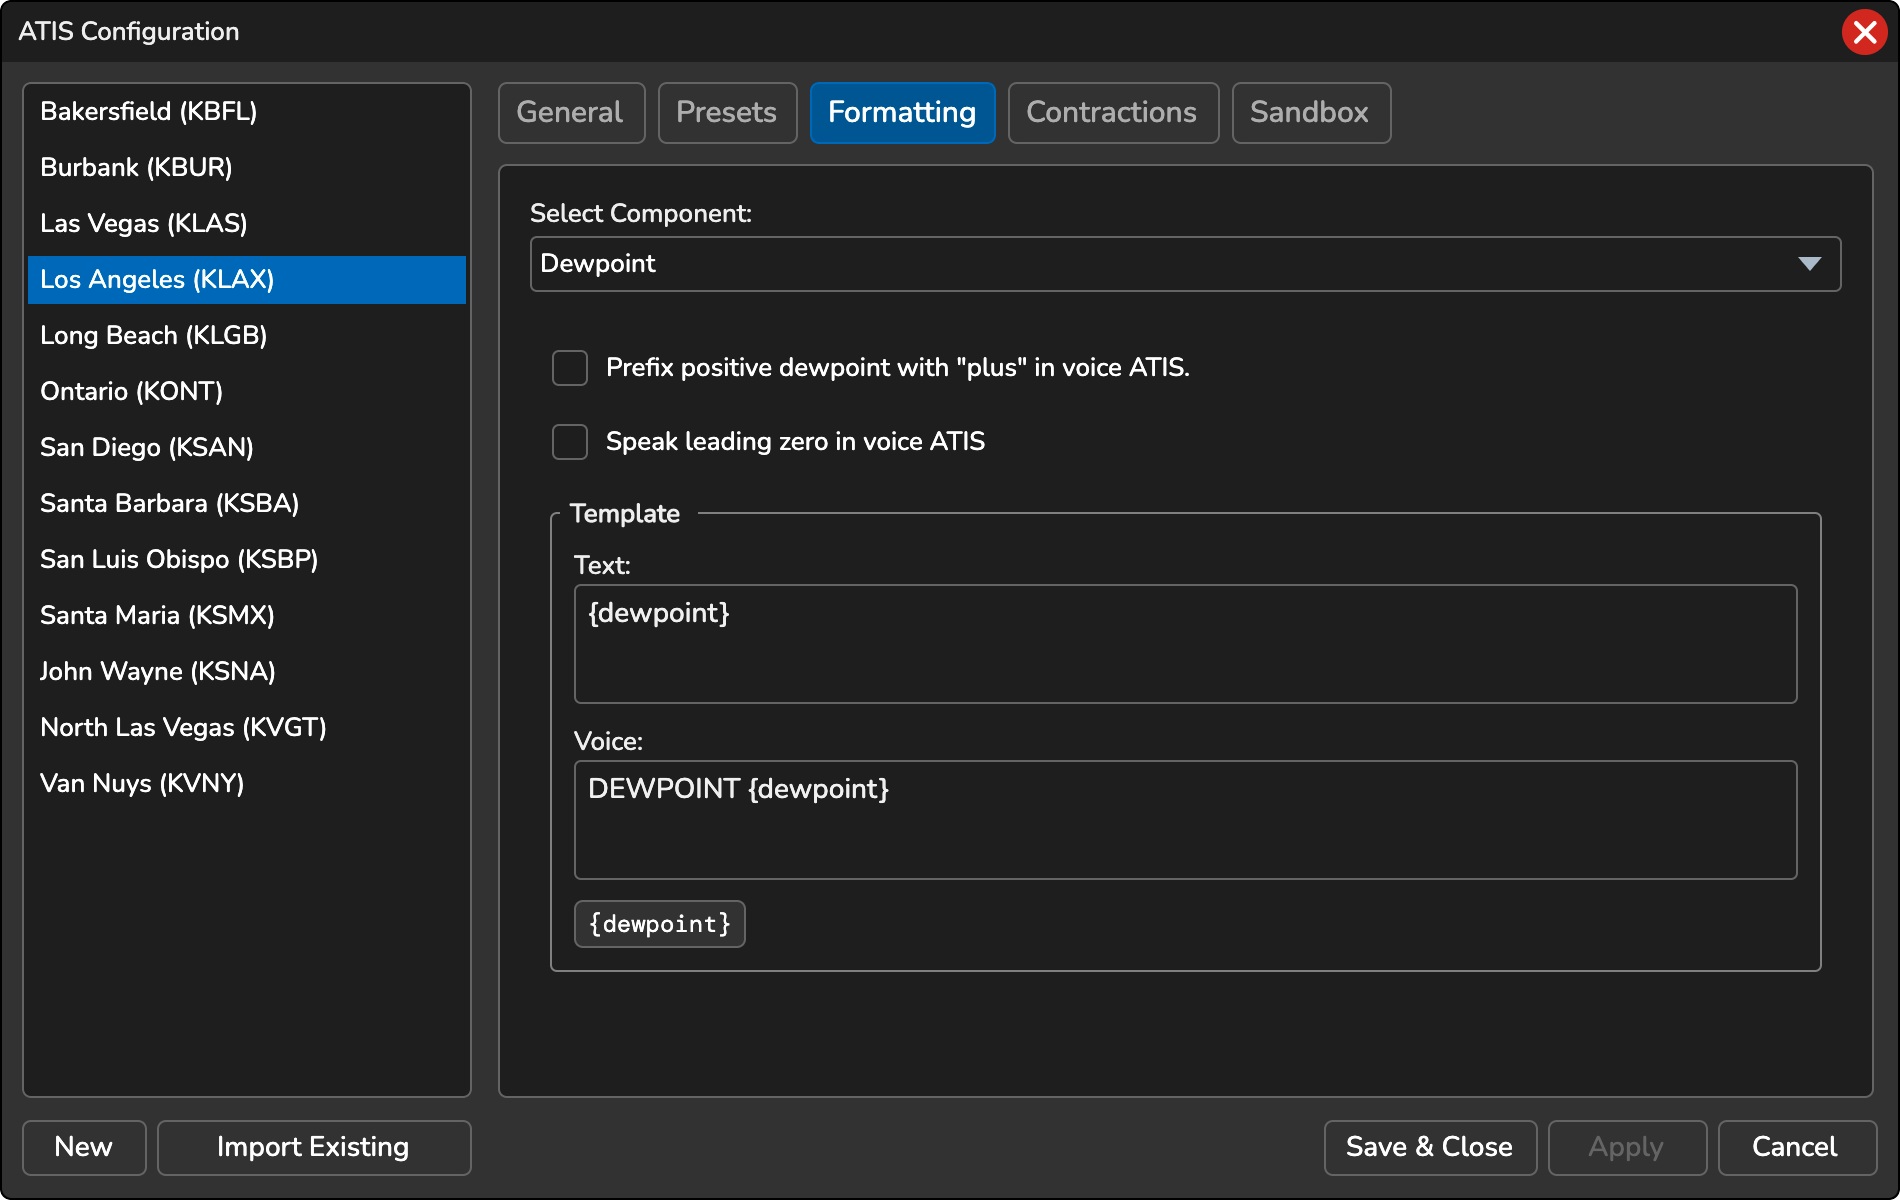 ATIS Configuration
Bakersfield (KBFL)
Burbank (KBUR)
Las Vegas (KLAS)
Los Angeles (KLAX)
Long Beach (KLGB)
Ontario (KONT)
San Diego (KSAN)
Santa Barbara (KSBA)
San Luis Obispo (KSBP)
Santa Maria (KSMX)
John Wayne (KSNA)
North Las Vegas (KVGT)
Van Nuys (KVNY)
New Import Existing
General Presets Formatting Contractions Sandbox
Select Component:
Dewpoint
Prefix positive dewpoint with "plus" in voice ATIS.
Speak leading zero in voice ATIS
Template
Text:
{dewpoint}
Voice:
DEWPOINT {dewpoint}
{dewpoint}
Save & Close Apply Cancel